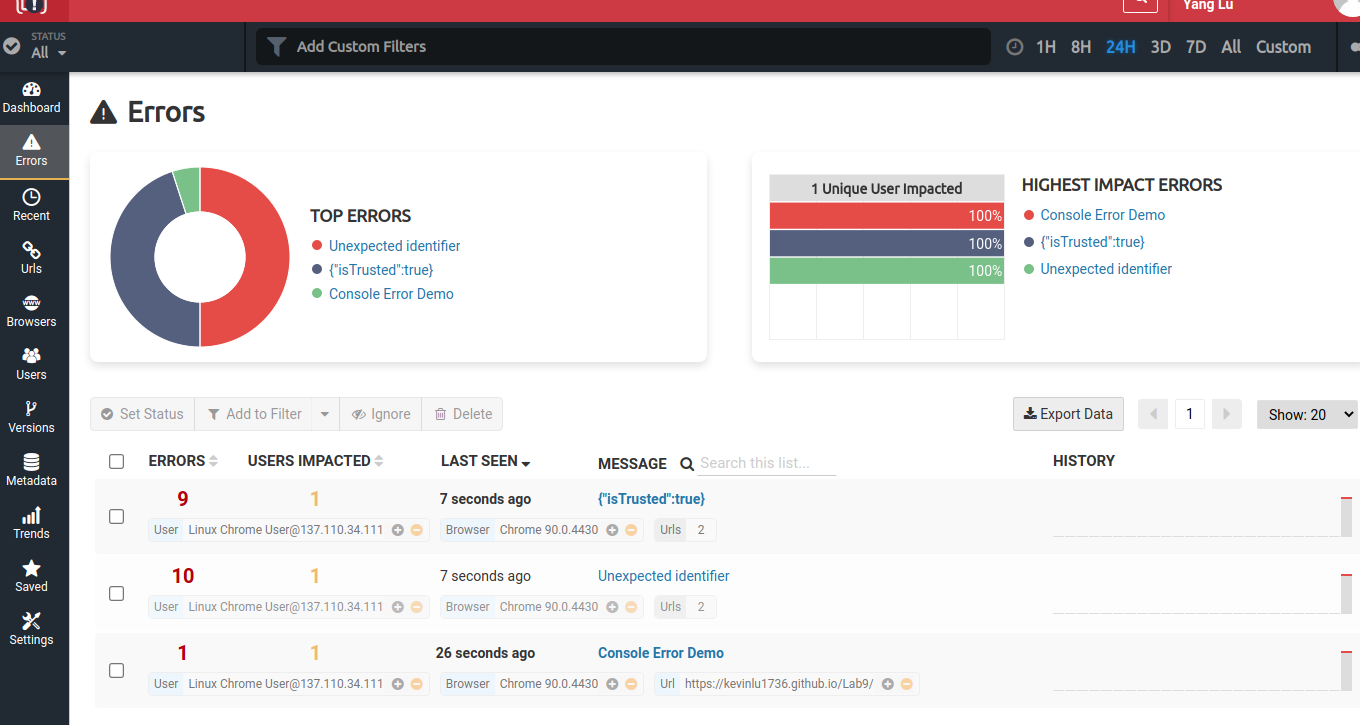 Yang Lu
STATUS
All
Add Custom Filters
1H 8H 24H 3D 7D All Custom
Dashboard
Errors
Recent
Urls
Browsers
Users
Versions
Metadata
Trends
Saved
Settings
Errors
TOP ERRORS
Unexpected identifier
{"isTrusted":true}
Console Error Demo
1 Unique User Impacted
100%
100%
100%
HIGHEST IMPACT ERRORS
Console Error Demo
{"isTrusted":true}
Unexpected identifier
Set Status Add to Filter Ignore Delete
Export Data 1 Show: 20
ERRORS USERS IMPACTED LAST SEEN MESSAGE Search this list... HISTORY
9 1 7 seconds ago {"isTrusted":true}
User Linux Chrome User@137.110.34.111 Browser Chrome 90.0.4430 Urls 2
10 1 7 seconds ago Unexpected identifier
User Linux Chrome User@137.110.34.111 Browser Chrome 90.0.4430 Urls 2
1 1 26 seconds ago Console Error Demo
User Linux Chrome User@137.110.34.111 Browser Chrome 90.0.4430 Url https://kevinlu1736.github.io/Lab9/